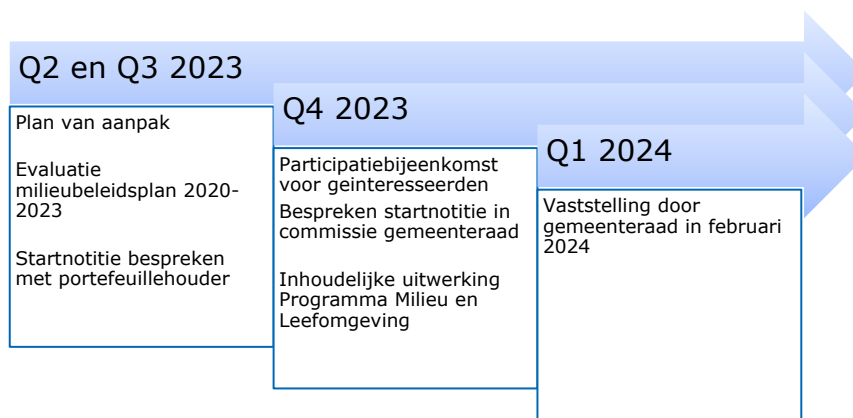 Q2 en Q3 2023
Plan van aanpak
Evaluatie
milieubeleidsplan 2020-
2023
Startnotitie bespreken
met portefeuillehouder
Q4 2023
Participatiebijeenkomst
voor geinteresseerden
Bespreken startnotitie in
commissie gemeenteraad
Inhoudelijke uitwerking
Programma Milieu en
Leefomgeving
Q1 2024
Vaststelling door
gemeenteraad in februari
2024